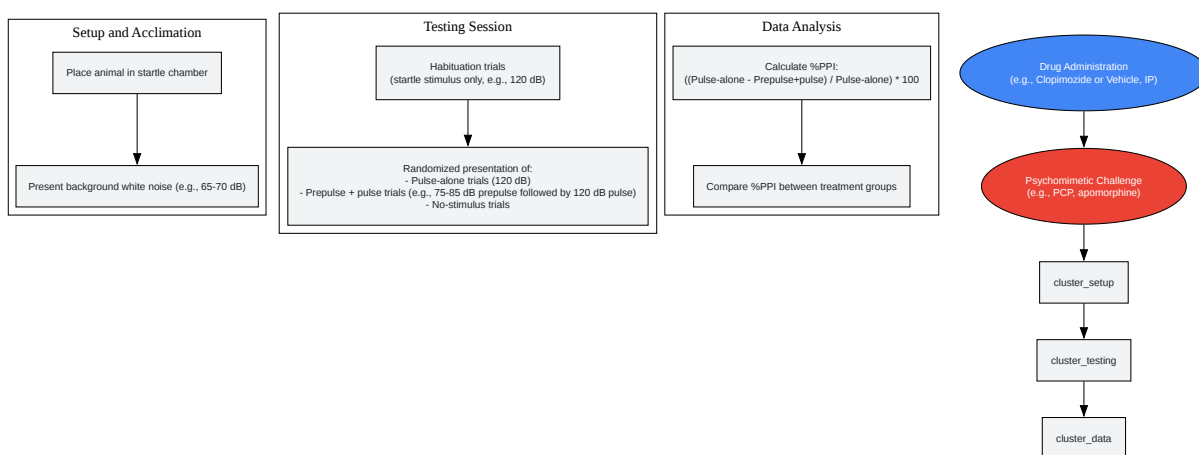 Setup and Acclimation
Place animal in startle chamber
Present background white noise (e.g., 65-70 dB)
Testing Session
Habituation trials
(startle stimulus only, e.g., 120 dB)
Randomized presentation of:
- Pulse-alone trials (120 dB)
- Prepulse + pulse trials (e.g., 75-85 dB prepulse followed by 120 dB pulse)
- No-stimulus trials
Data Analysis
Calculate %PPI:
((Pulse-alone - Prepulse+pulse) / Pulse-alone) * 100
Compare %PPI between treatment groups
Drug Administration
(e.g., Clopimozide or Vehicle, IP)
Psychomimetic Challenge
(e.g., PCP, apomorphine)
cluster_setup
cluster_testing
cluster_data